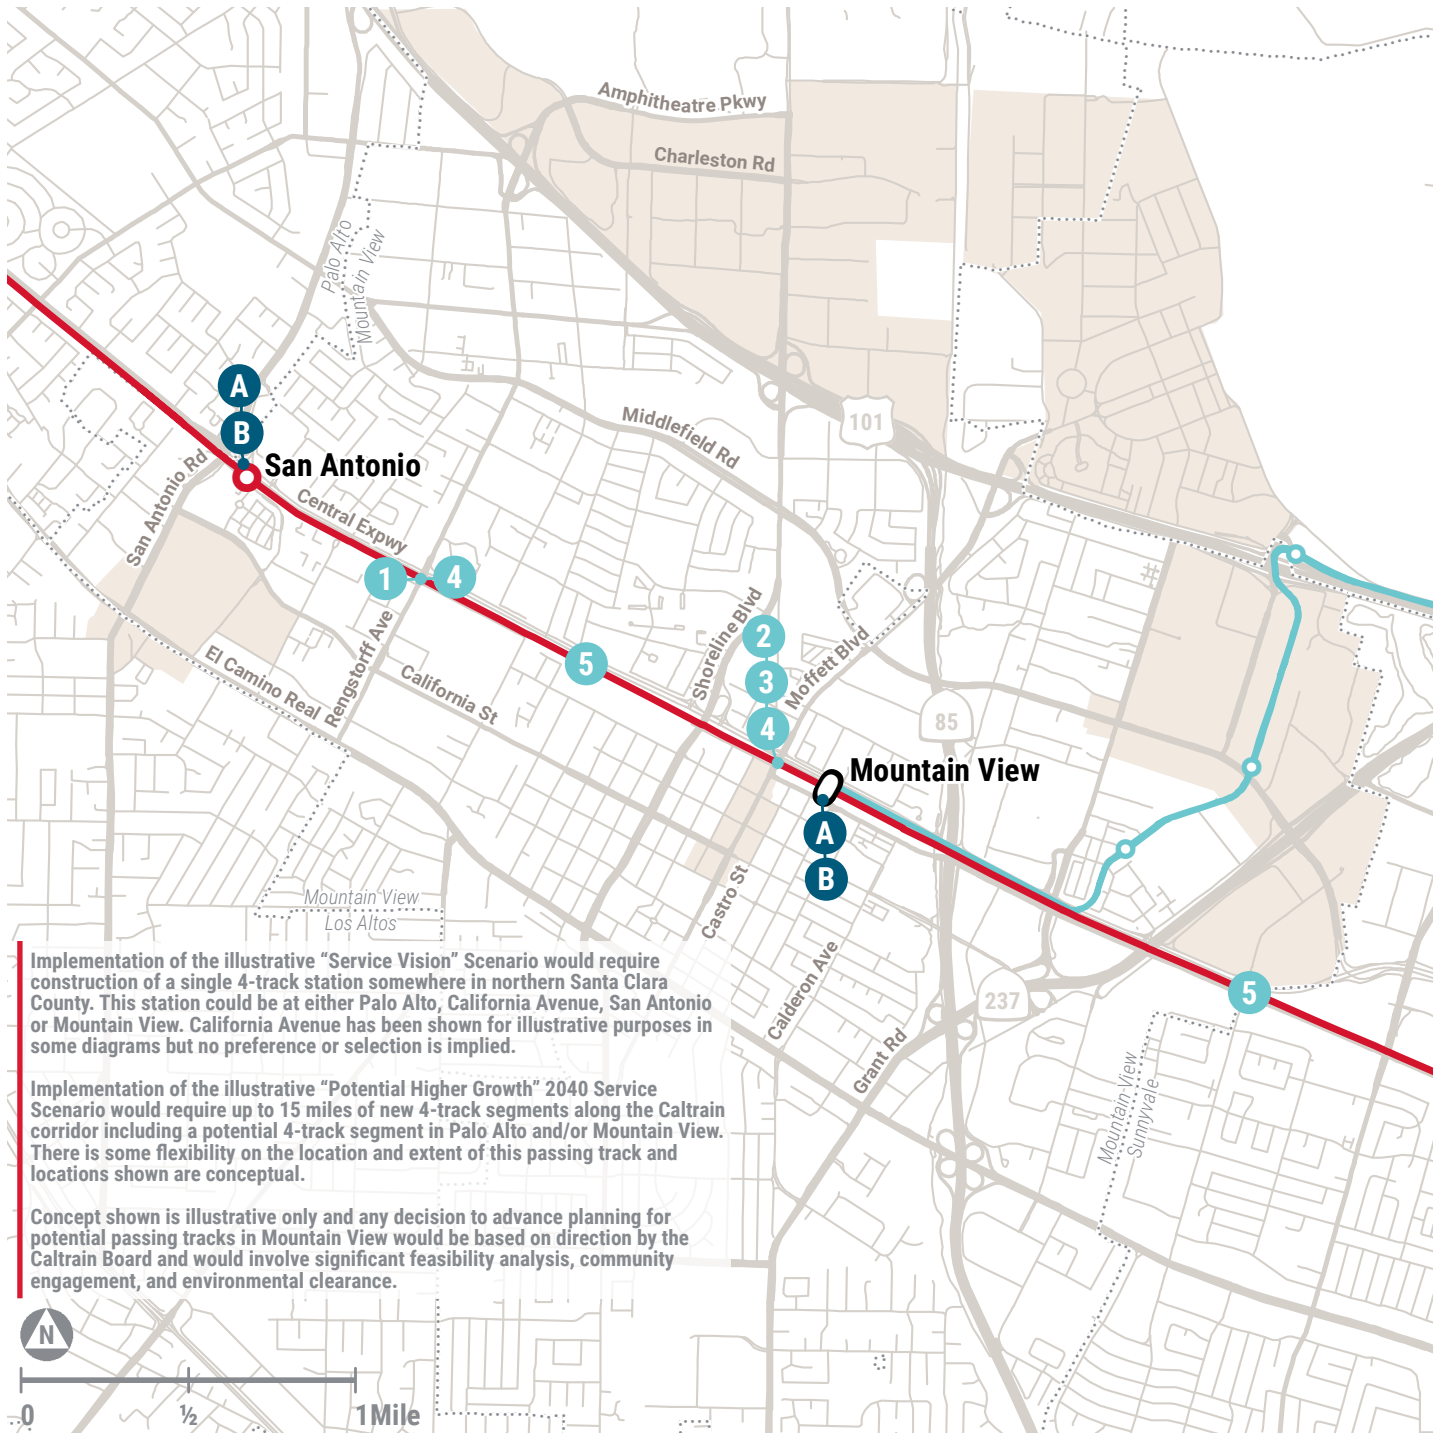 Amphitheatre Pkwy
Charleston Rd
Palo Alto
Mountain View
A
B
San Antonio
San Antonio Rd
Central Expwy
Middlefield Rd
101
1
4
5
2
3
4
Shoreline Blvd
Moffett Blvd
Rengstorff Ave
El Camino Real
California St
85
Mountain View
A
B
Castro St
Calderon Ave
237
Grant Rd
5
Mountain View
Sunnyvale
Mountain View
Los Altos
Implementation of the illustrative “Service Vision” Scenario would require
construction of a single 4-track station somewhere in northern Santa Clara
County. This station could be at either Palo Alto, California Avenue, San Antonio
or Mountain View. California Avenue has been shown for illustrative purposes in
some diagrams but no preference or selection is implied.
Implementation of the illustrative “Potential Higher Growth” 2040 Service
Scenario would require up to 15 miles of new 4-track segments along the Caltrain
corridor including a potential 4-track segment in Palo Alto and/or Mountain View.
There is some flexibility on the location and extent of this passing track and
locations shown are conceptual.
Concept shown is illustrative only and any decision to advance planning for
potential passing tracks in Mountain View would be based on direction by the
Caltrain Board and would involve significant feasibility analysis, community
engagement, and environmental clearance.
N
0
½
1Mile